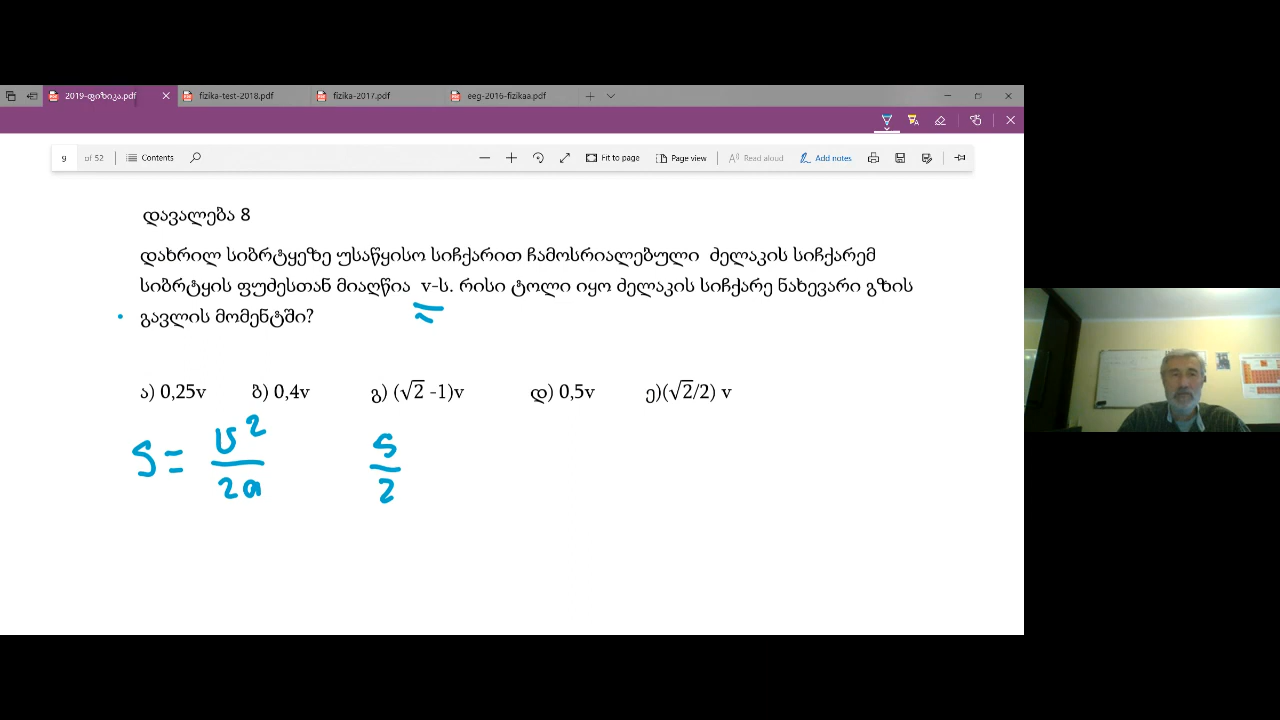 2019-ფიზიკა.pdf fizika-test-2018.pdf fizika-2017.pdf eeg-2016-fizikaa.pdf
9 of 52 Contents Fit to page Page view Read aloud Add notes
დავალება 8
დახრილ სიბრტყეზე უსაწყისო სიჩქარით ჩამოსრიალებული ძელაკის სიჩქარემ
სიბრტყის ფუძესთან მიაღწია v-ს. რისი ტოლი იყო ძელაკის სიჩქარე ნახევარი გზის
გავლის მომენტში?
ა) 0,25v ბ) 0,4v გ) (√2 -1)v დ) 0,5v ე)(√2/2) v
S = v²/2a S/2